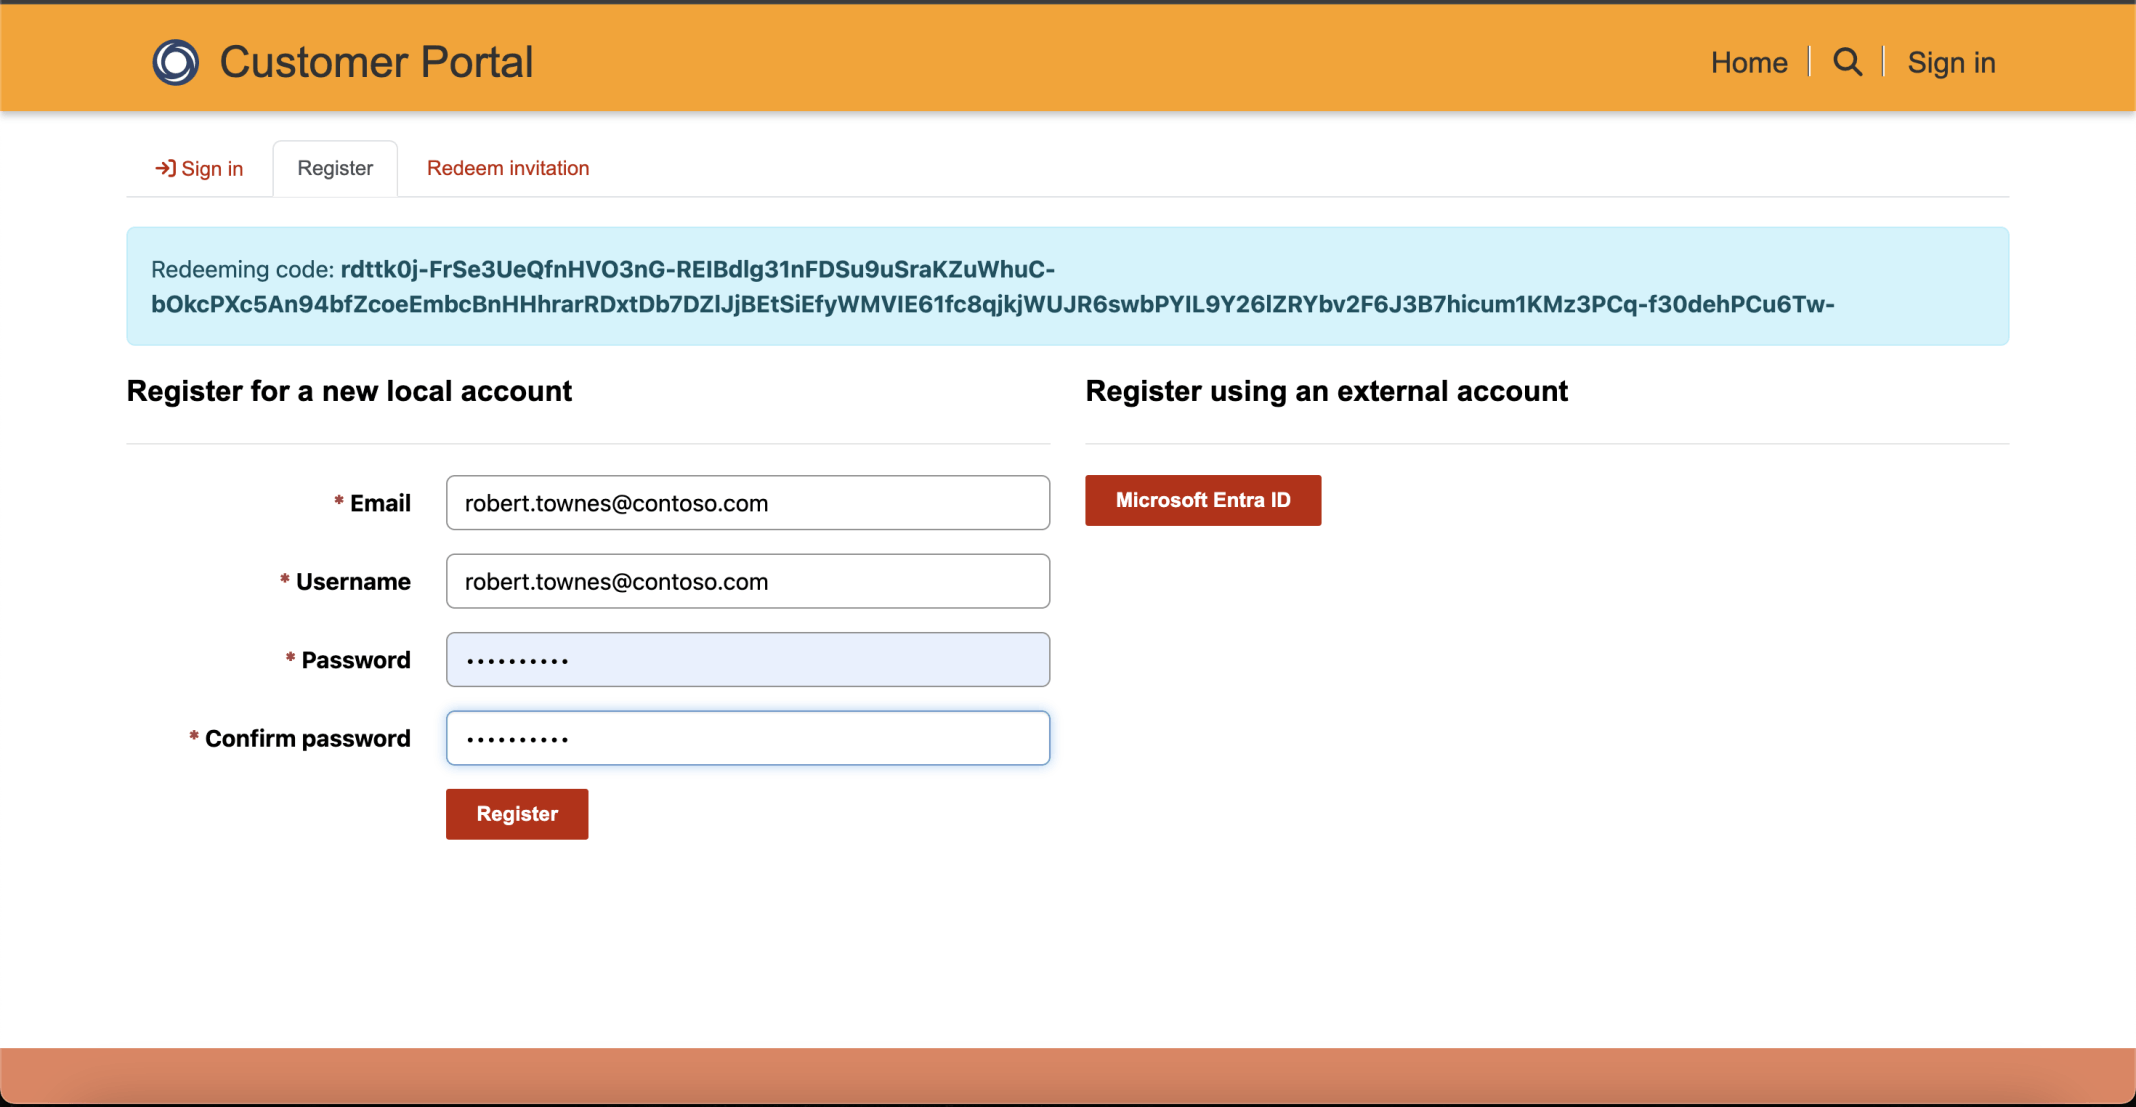 Customer Portal
Home
Sign in
Sign in
Register
Redeem invitation
Redeeming code: rdttk0j-FrSe3UeQfnHVO3nG-REIBdlg31nFDSu9uSraKZuWhuC-
bOkcPXc5An94bfZcoeEmbcBnHHhrarRDxtDb7DZlJjBEtSiEfyWMVIE61fc8qjkjWUJR6swbPYIL9Y26lZRYbv2F6J3B7hicum1KMz3PCq-f30dehPCu6Tw-
Register for a new local account
Register using an external account
* Email
robert.townes@contoso.com
Microsoft Entra ID
* Username
robert.townes@contoso.com
* Password
••••••••••
* Confirm password
••••••••••
Register